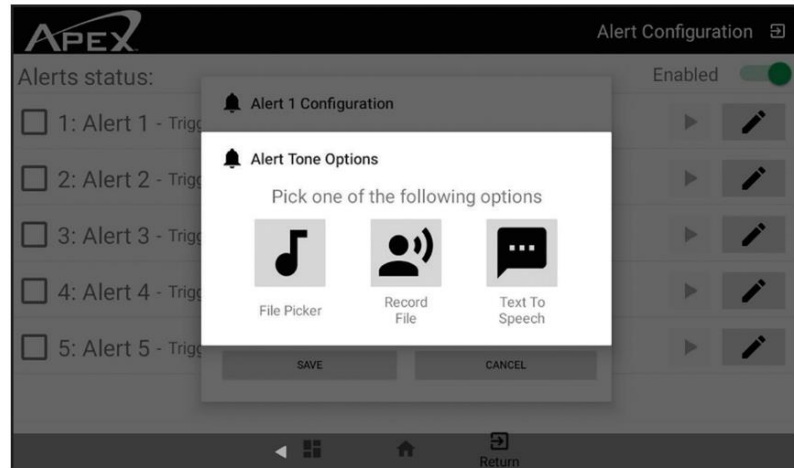 APEX
Alert Configuration
Alerts status:
Enabled
Alert 1 Configuration
1: Alert 1 - Trigg
Alert Tone Options
2: Alert 2 - Trigg
Pick one of the following options
3: Alert 3 - Trigg
4: Alert 4 - Trigg
File Picker
Record
File
Text To
Speech
5: Alert 5 - Trigg
SAVE
CANCEL
Return